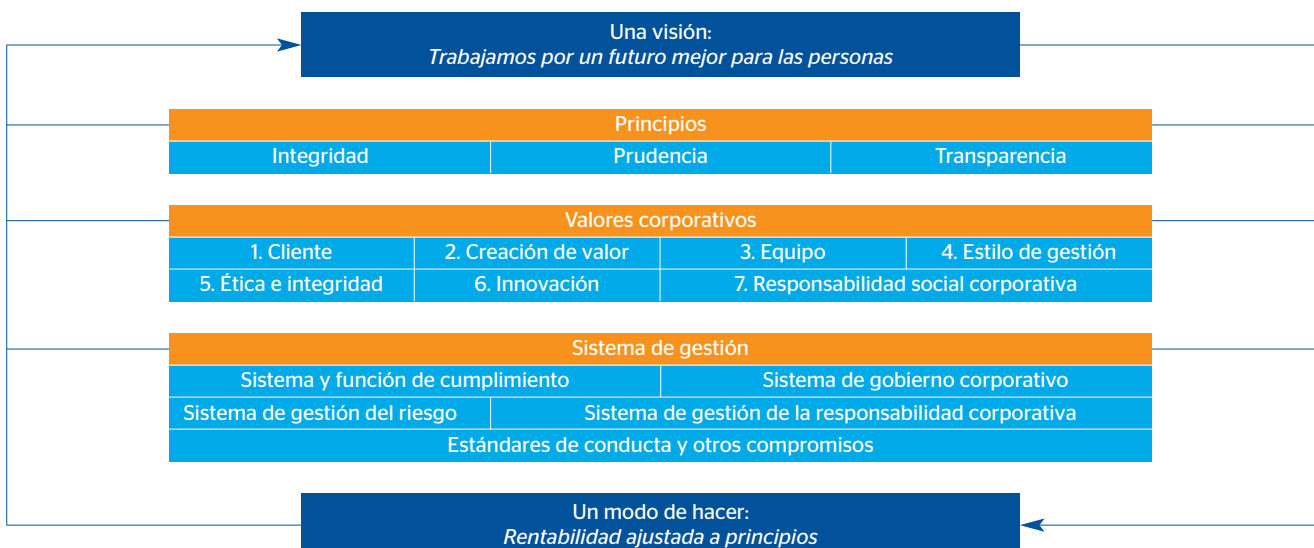 Una visión:
Trabajamos por un futuro mejor para las personas
Principios
Integridad
Prudencia
Transparencia
Valores corporativos
1. Cliente
2. Creación de valor
3. Equipo
4. Estilo de gestión
5. Ética e integridad
6. Innovación
7. Responsabilidad social corporativa
Sistema de gestión
Sistema y función de cumplimiento
Sistema de gobierno corporativo
Sistema de gestión del riesgo
Sistema de gestión de la responsabilidad corporativa
Estándares de conducta y otros compromisos
Un modo de hacer:
Rentabilidad ajustada a principios